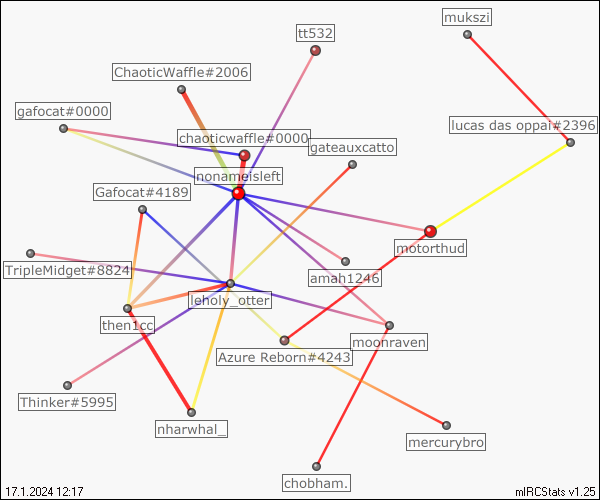 mukszi
tt532
ChaoticWaffle#2006
gafocat#0000
lucas das oppai#2396
chaoticwaffle#0000
gateauxcatto
nonameisleft
Gafocat#4189
motorthud
TripleMidget#8824
amah1246
leholy_otter
then1cc
moonraven
Azure Reborn#4243
Thinker#5995
nharwhal_
mercurybro
chobham.
17.1.2024 12:17
mIRCStats v1.25